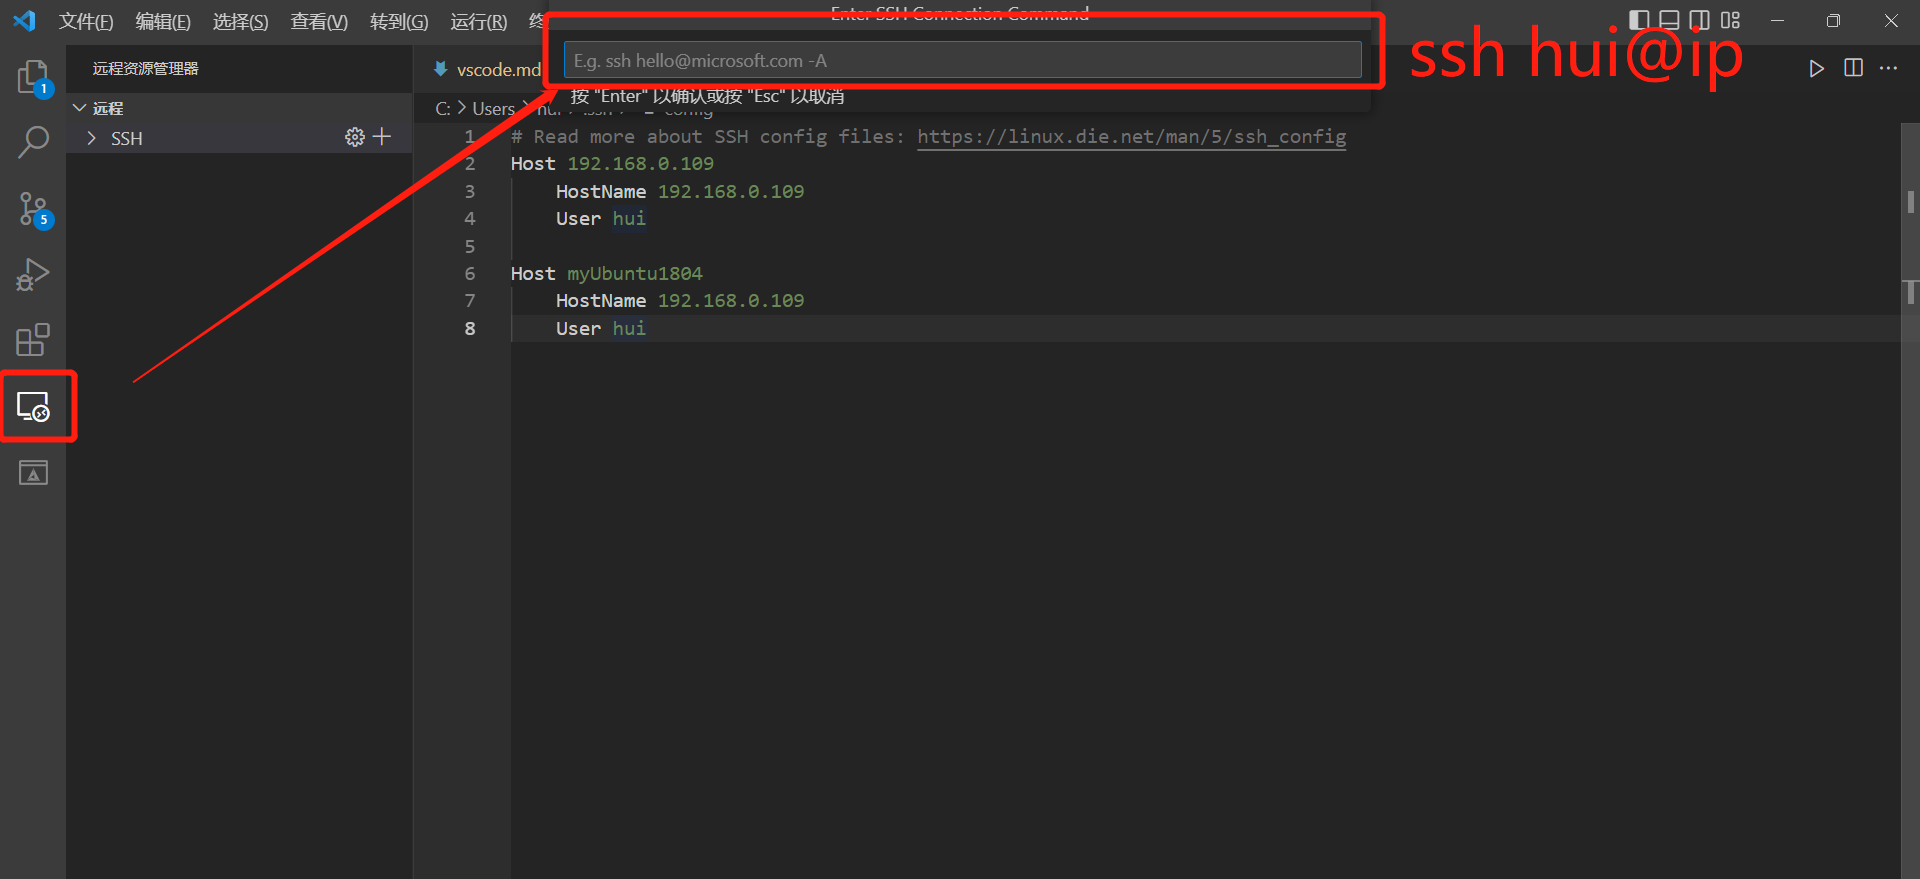 文件(F) 编辑(E) 选择(S) 查看(V) 转到(G) 运行(R) 终
Enter SSH Connection Command
ssh hui@ip
E.g. ssh hello@microsoft.com -A
按 "Enter" 以确认或按 "Esc" 以取消
远程资源管理器
vscode.md
远程
SSH
C: > Users > hui > .ssh > config
1
5
1 # Read more about SSH config files: https://linux.die.net/man/5/ssh_config
2 Host 192.168.0.109
3 HostName 192.168.0.109
4 User hui
5
6 Host myUbuntu1804
7 HostName 192.168.0.109
8 User hui